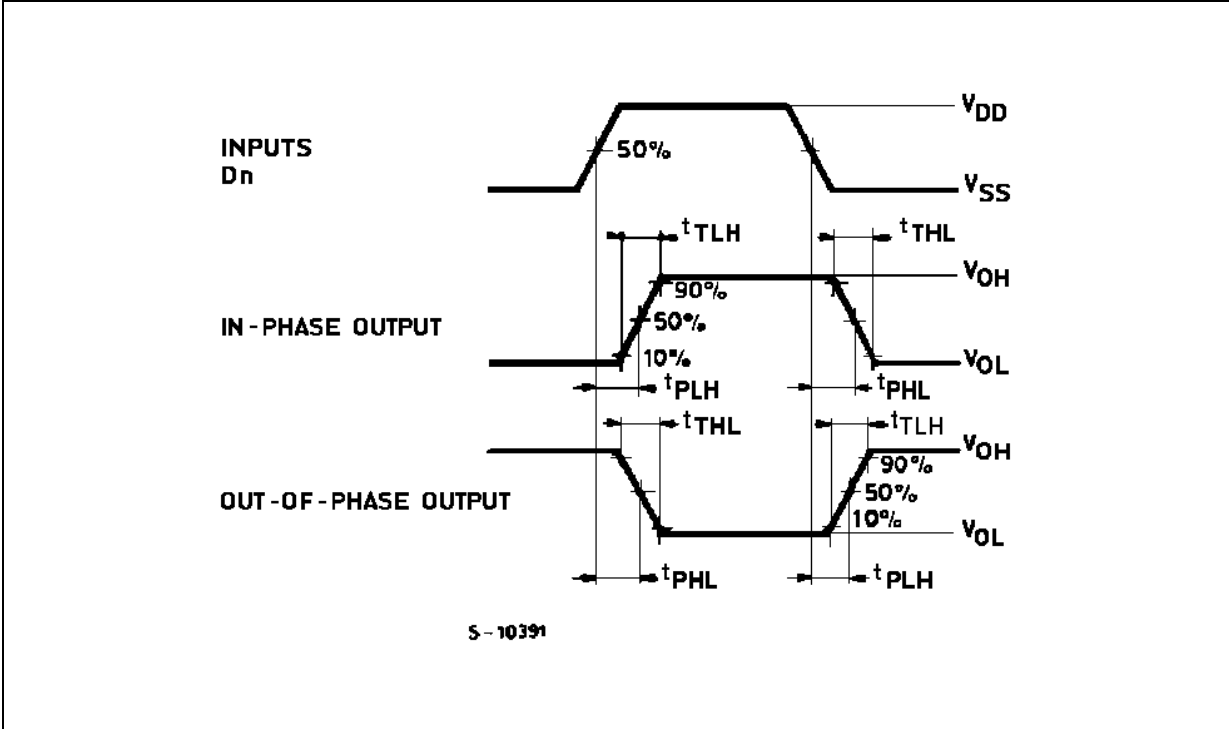 VDD
INPUTS
Dn
50%
VSS
tTLH
tTHL
VOH
90%
IN-PHASE OUTPUT
50%
10%
VOL
tPLH
tPHL
tTHL
tTLH
VOH
90%
OUT-OF-PHASE OUTPUT
50%
10%
VOL
tPHL
tPLH
S-10391